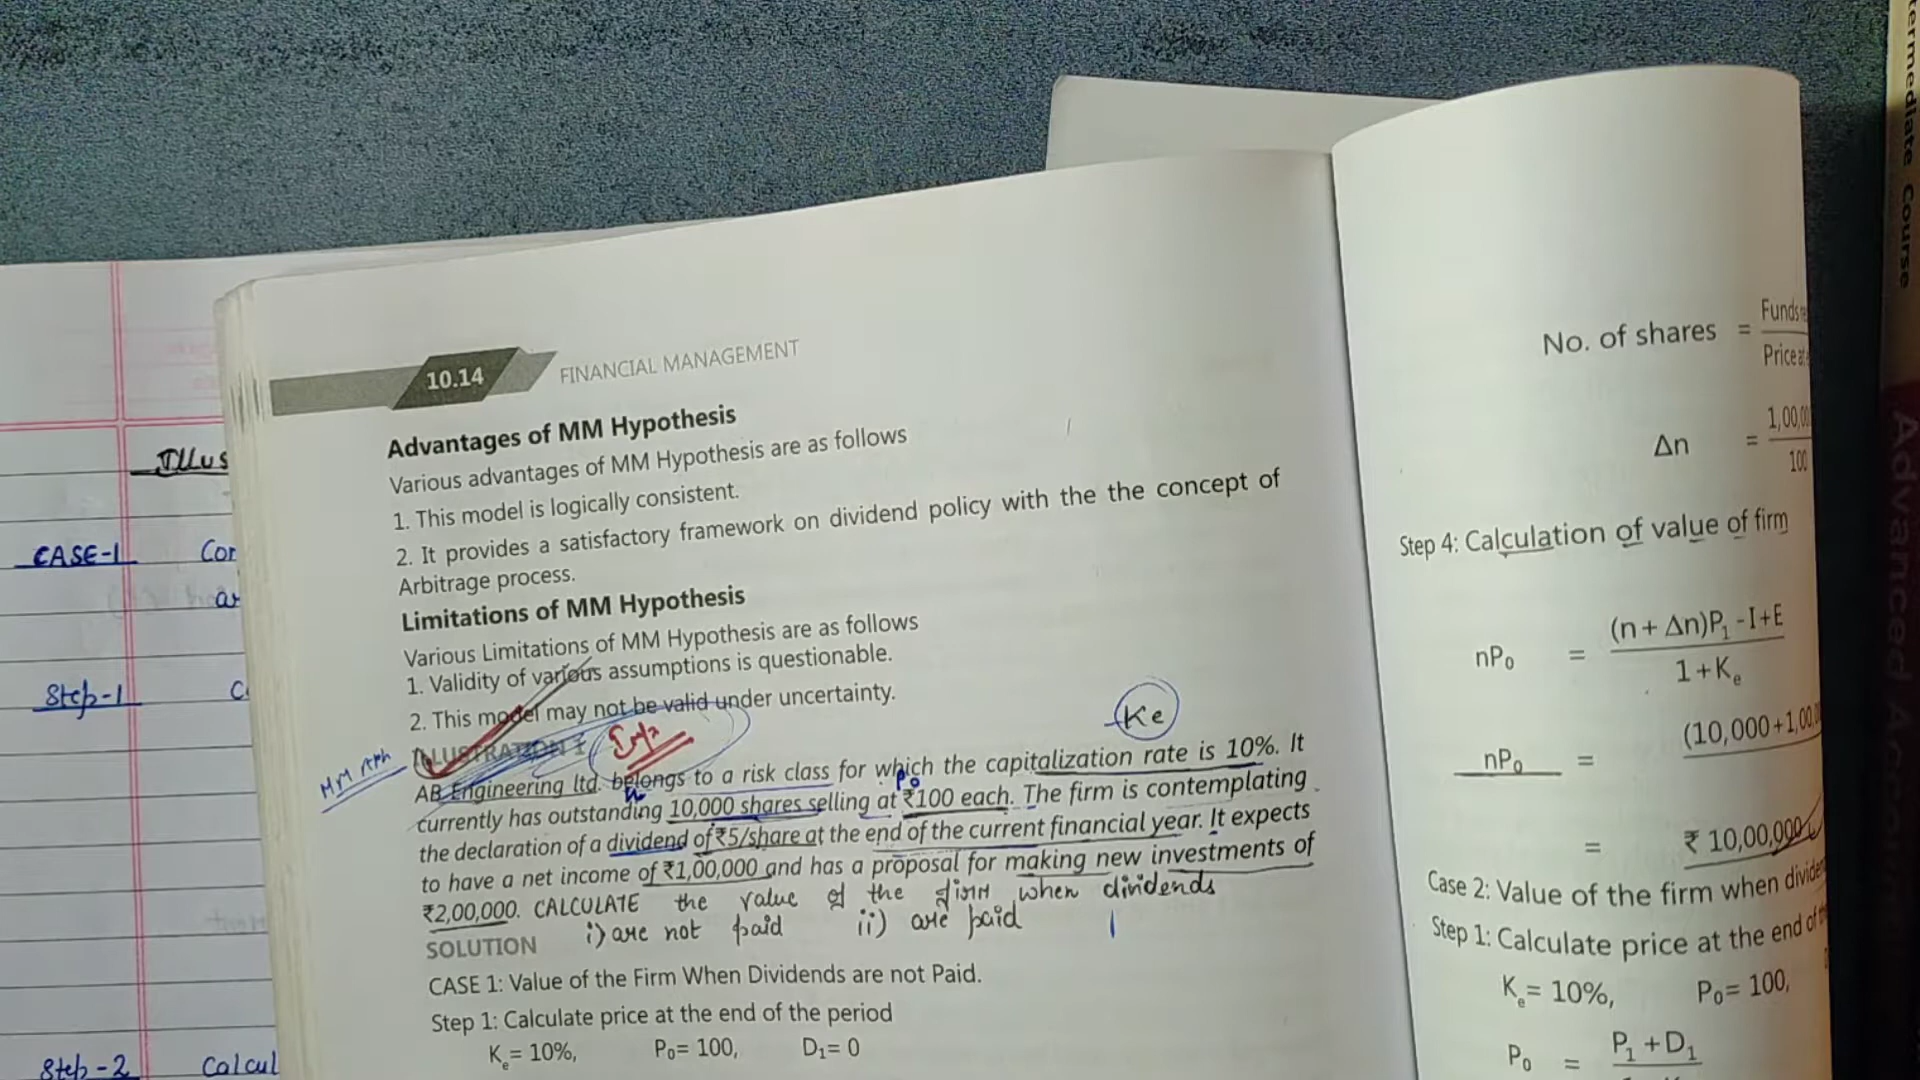 10.14 FINANCIAL MANAGEMENT
Advantages of MM Hypothesis
Various advantages of MM Hypothesis are as follows
1. This model is logically consistent.
2. It provides a satisfactory framework on dividend policy with the the concept of
Arbitrage process.
Limitations of MM Hypothesis
Various Limitations of MM Hypothesis are as follows
1. Validity of various assumptions is questionable.
2. This model may not be valid under uncertainty.
Ke
ILLUSTRATION
AB Engineering ltd. belongs to a risk class for which the capitalization rate is 10%. It
currently has outstanding 10,000 shares selling at ₹100 each. The firm is contemplating
the declaration of a dividend of ₹5/share at the end of the current financial year. It expects
to have a net income of ₹1,00,000 and has a proposal for making new investments of
₹2,00,000. CALCULATE the value of the firm when dividends
i) are not paid ii) are paid
SOLUTION
CASE 1: Value of the Firm When Dividends are not Paid.
Step 1: Calculate price at the end of the period
Ke = 10%, P0= 100, D1= 0
No. of shares =
Δn =
100
Step 4: Calculation of value of firm
nP0 = (n + Δn)P1 - I + E
1 + Ke
nP0 =
= ₹ 10,00,000
Case 2: Value of the firm when
Step 1: Calculate price at the end of
Ke = 10%, P0= 100,
P0 = P1 + D1
CASE-1
Step-1
Step-2
termediate Course
Advanced